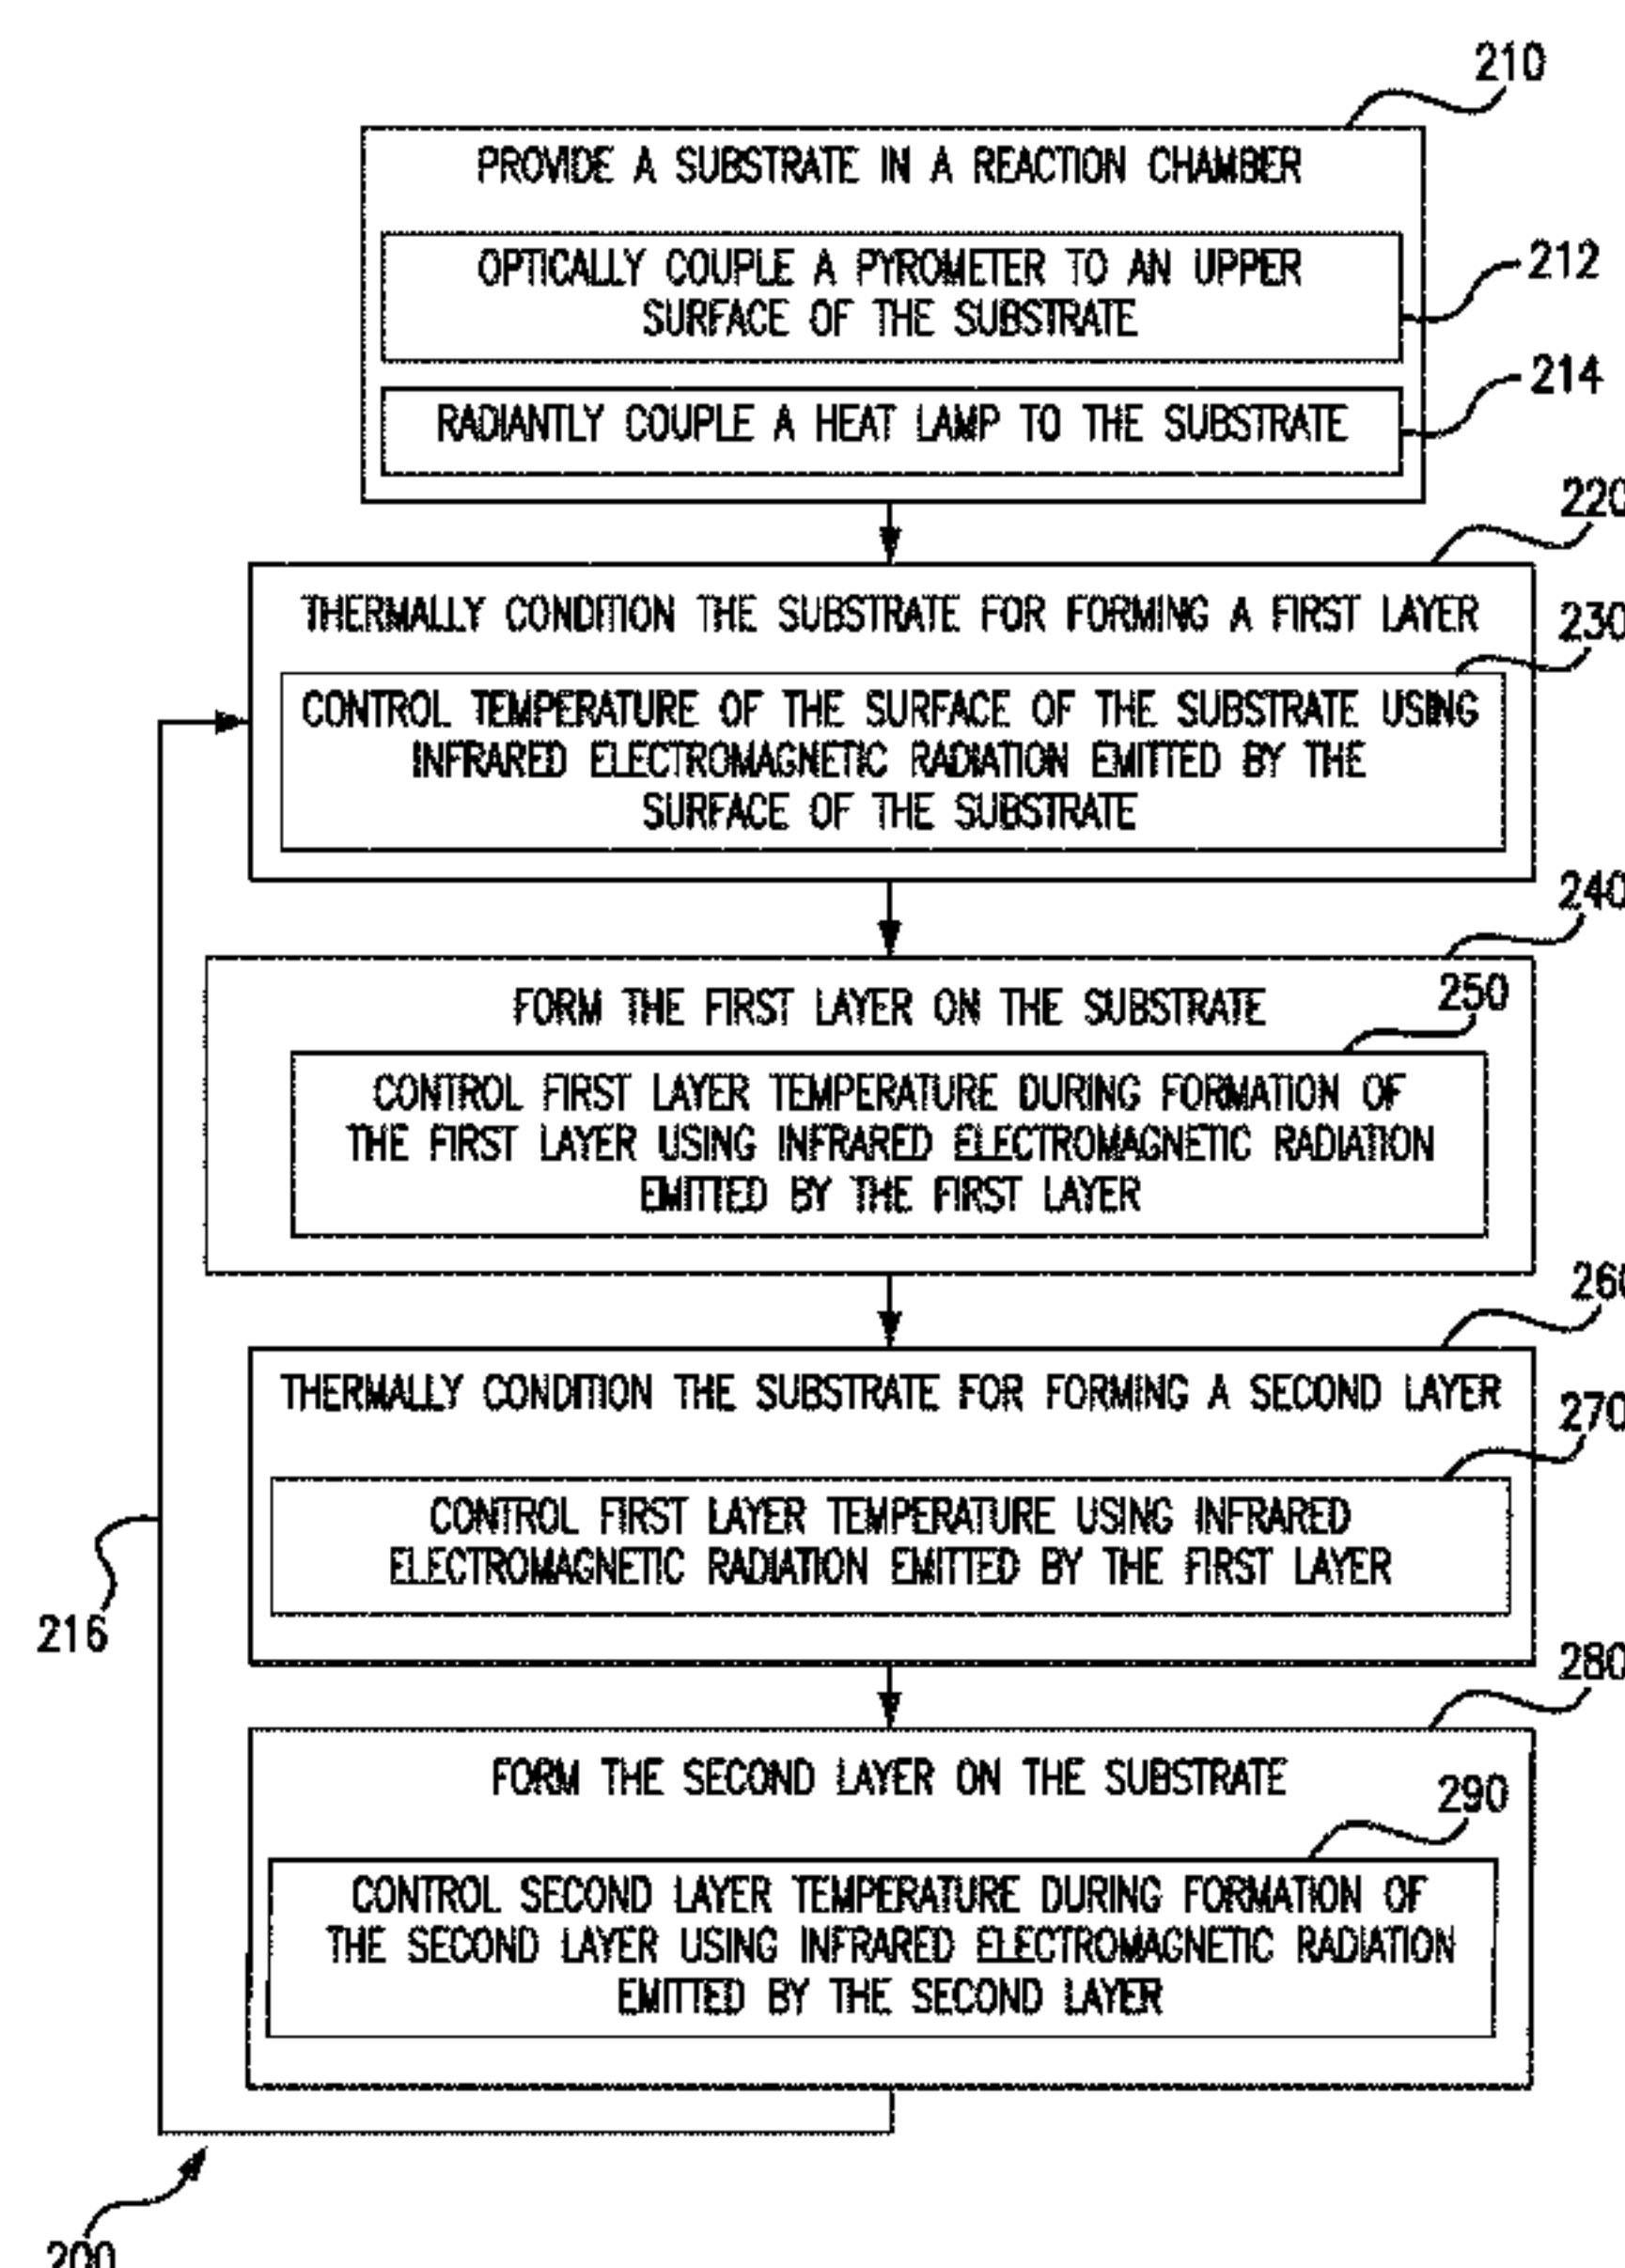 210
PROVIDE A SUBSTRATE IN A REACTION CHAMBER
OPTICALLY COUPLE A PYROMETER TO AN UPPER
SURFACE OF THE SUBSTRATE
212
214
RADIANTLY COUPLE A HEAT LAMP TO THE SUBSTRATE
220
THERMALLY CONDITION THE SUBSTRATE FOR FORMING A FIRST LAYER
230
CONTROL TEMPERATURE OF THE SURFACE OF THE SUBSTRATE USING
INFRARED ELECTROMAGNETIC RADIATION EMITTED BY THE
SURFACE OF THE SUBSTRATE
240
FORM THE FIRST LAYER ON THE SUBSTRATE
250
CONTROL FIRST LAYER TEMPERATURE DURING FORMATION OF
THE FIRST LAYER USING INFRARED ELECTROMAGNETIC RADIATION
EMITTED BY THE FIRST LAYER
260
THERMALLY CONDITION THE SUBSTRATE FOR FORMING A SECOND LAYER
270
CONTROL FIRST LAYER TEMPERATURE USING INFRARED
ELECTROMAGNETIC RADIATION EMITTED BY THE FIRST LAYER
216
280
FORM THE SECOND LAYER ON THE SUBSTRATE
290
CONTROL SECOND LAYER TEMPERATURE DURING FORMATION OF
THE SECOND LAYER USING INFRARED ELECTROMAGNETIC RADIATION
EMITTED BY THE SECOND LAYER
200